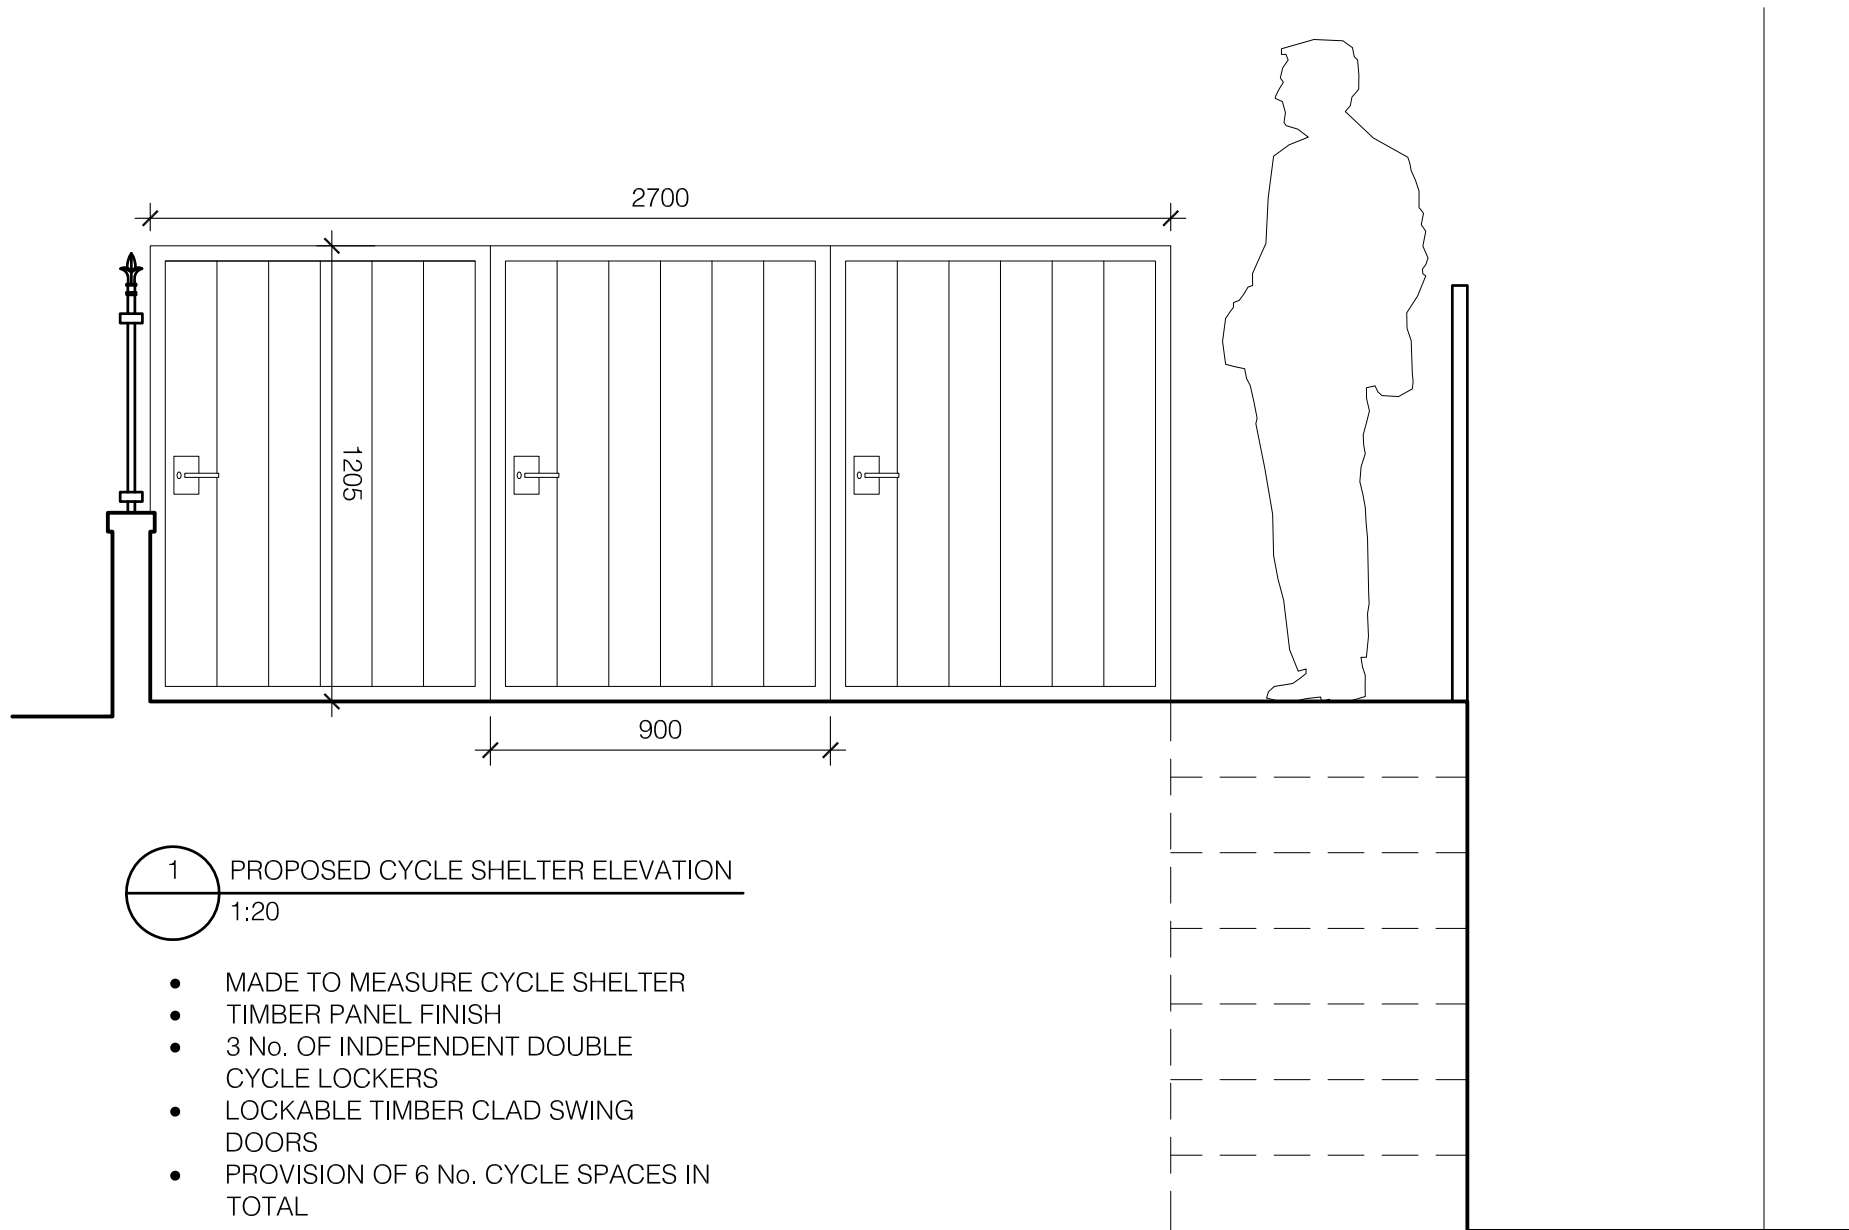 2700
1205
900
1
PROPOSED CYCLE SHELTER ELEVATION
1:20
• MADE TO MEASURE CYCLE SHELTER
• TIMBER PANEL FINISH
• 3 No. OF INDEPENDENT DOUBLE
CYCLE LOCKERS
• LOCKABLE TIMBER CLAD SWING
DOORS
• PROVISION OF 6 No. CYCLE SPACES IN
TOTAL